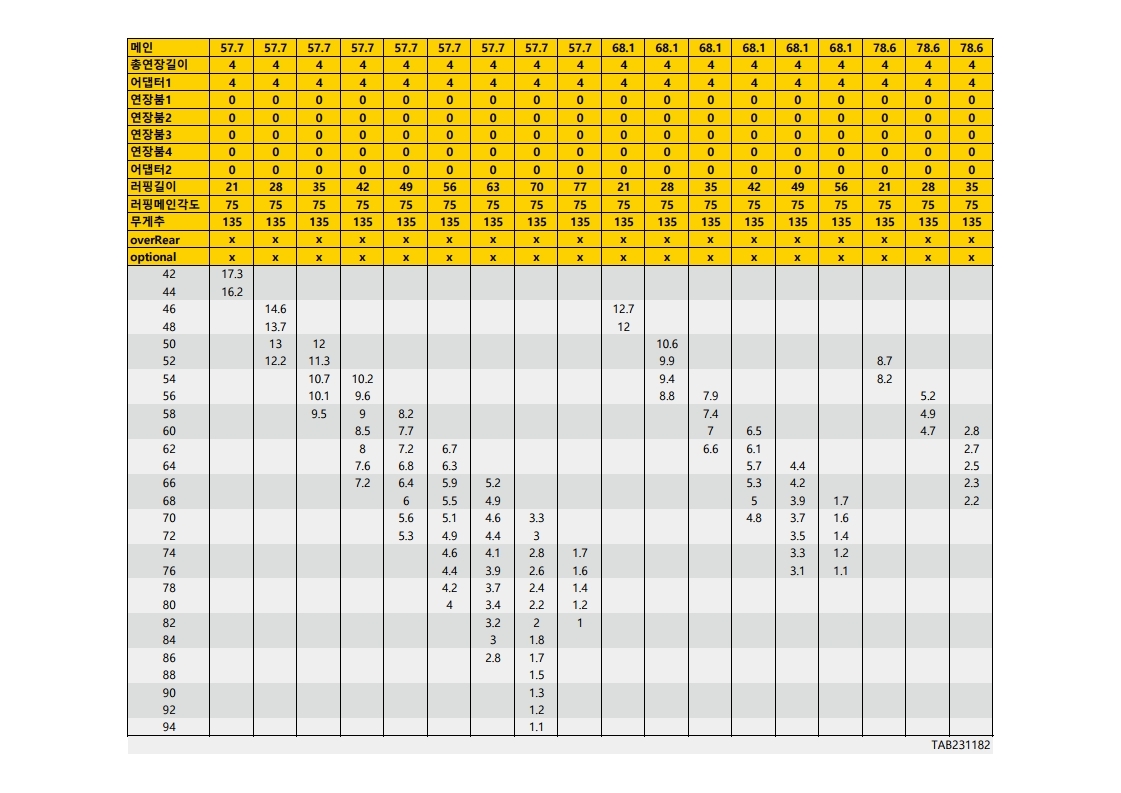 메인 57.7 57.7 57.7 57.7 57.7 57.7 57.7 57.7 57.7 68.1 68.1 68.1 68.1 68.1 68.1 78.6 78.6 78.6
총연장길이 4 4 4 4 4 4 4 4 4 4 4 4 4 4 4 4 4 4
어댑터1 4 4 4 4 4 4 4 4 4 4 4 4 4 4 4 4 4 4
연장붐1 0 0 0 0 0 0 0 0 0 0 0 0 0 0 0 0 0 0
연장붐2 0 0 0 0 0 0 0 0 0 0 0 0 0 0 0 0 0 0
연장붐3 0 0 0 0 0 0 0 0 0 0 0 0 0 0 0 0 0 0
연장붐4 0 0 0 0 0 0 0 0 0 0 0 0 0 0 0 0 0 0
어댑터2 0 0 0 0 0 0 0 0 0 0 0 0 0 0 0 0 0 0
러핑길이 21 28 35 42 49 56 63 70 77 21 28 35 42 49 56 21 28 35
러핑메인각도 75 75 75 75 75 75 75 75 75 75 75 75 75 75 75 75 75 75
무게추 135 135 135 135 135 135 135 135 135 135 135 135 135 135 135 135 135 135
overRear x x x x x x x x x x x x x x x x x x
optional x x x x x x x x x x x x x x x x x x
42 17.3
44 16.2
46 14.6 12.7
48 13.7 12
50 13 12 10.6
52 12.2 11.3 9.9 8.7
54 10.7 10.2 9.4 8.2
56 10.1 9.6 8.8 7.9 5.2
58 9.5 9 8.2 7.4 4.9
60 8.5 7.7 7 6.5 4.7 2.8
62 8 7.2 6.7 6.6 6.1 2.7
64 7.6 6.8 6.3 5.7 4.4 2.5
66 7.2 6.4 5.9 5.2 5.3 4.2 2.3
68 6 5.5 4.9 5 3.9 1.7 2.2
70 5.6 5.1 4.6 3.3 4.8 3.7 1.6
72 5.3 4.9 4.4 3 3.5 1.4
74 4.6 4.1 2.8 1.7 3.3 1.2
76 4.4 3.9 2.6 1.6 3.1 1.1
78 4.2 3.7 2.4 1.4
80 4 3.4 2.2 1.2
82 3.2 2 1
84 3 1.8
86 2.8 1.7
88 1.5
90 1.3
92 1.2
94 1.1
TAB231182